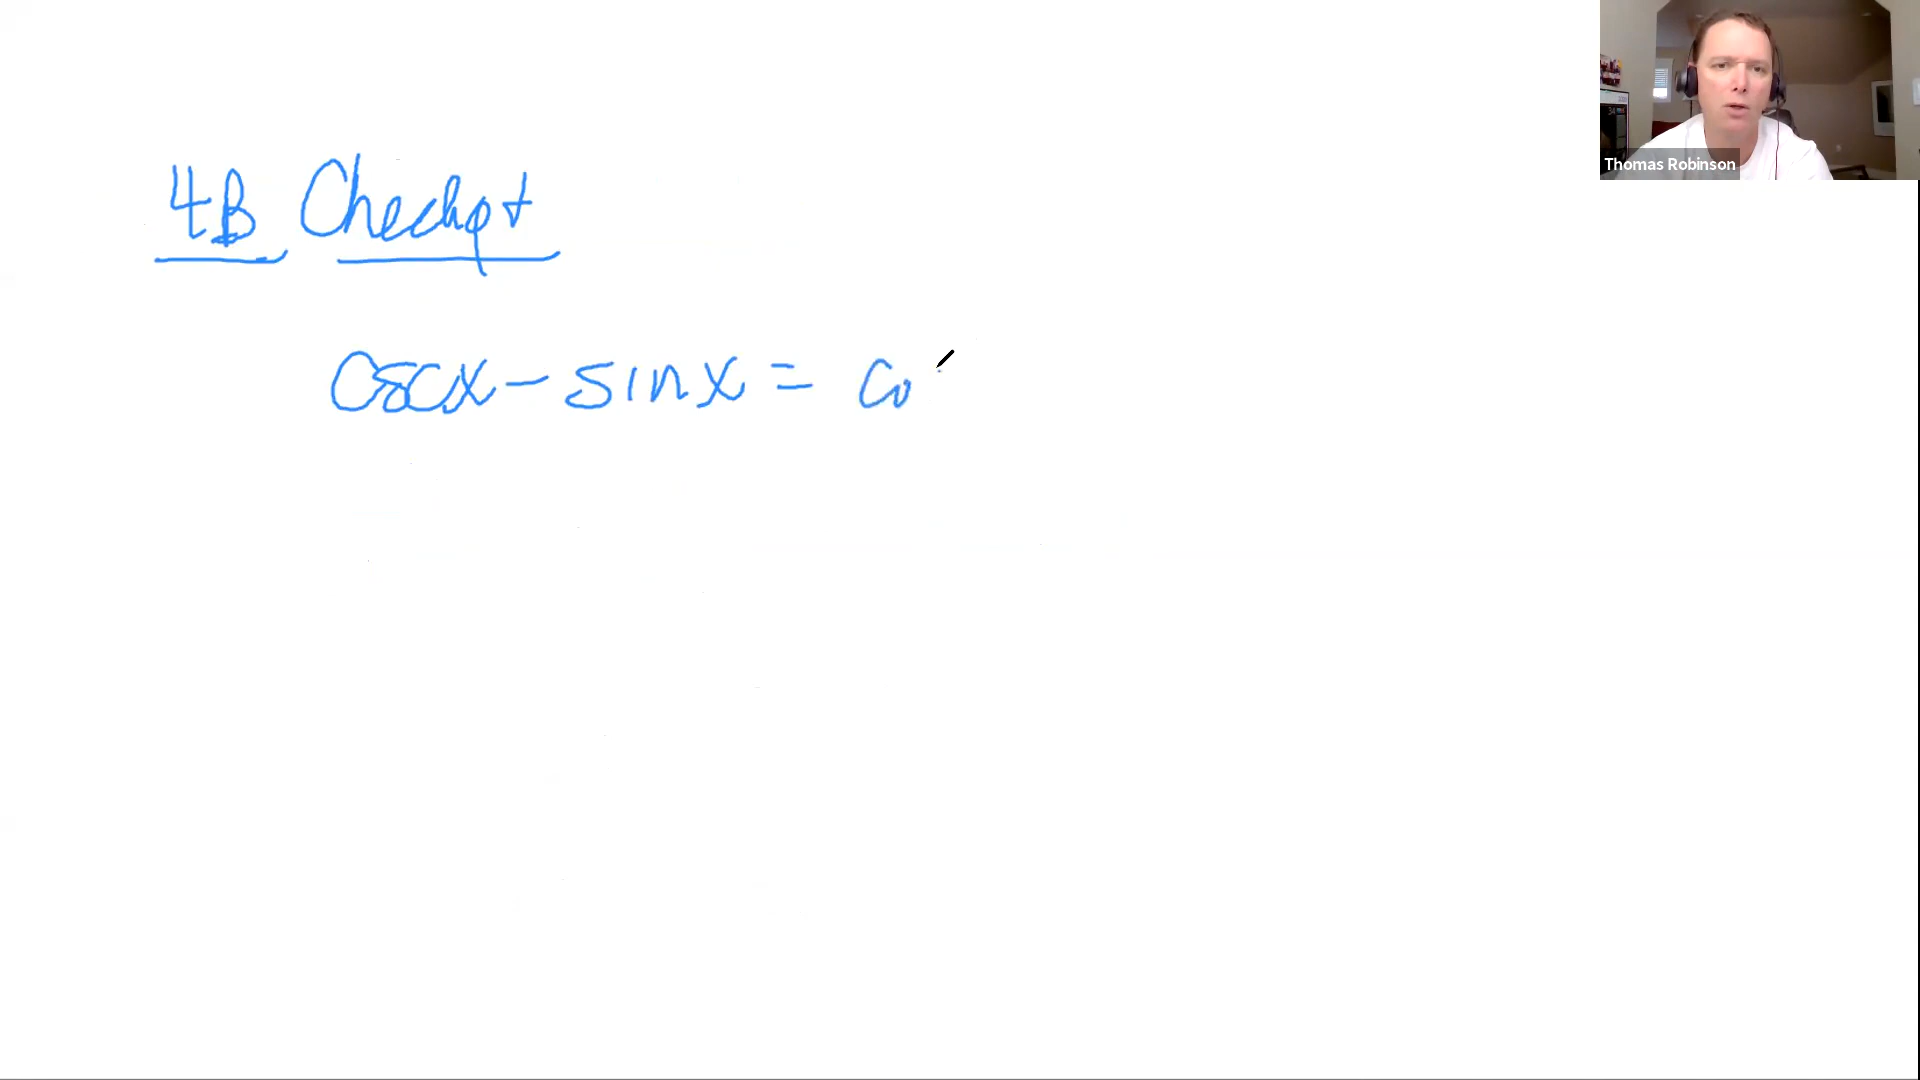 Thomas Robinson
4B Checkpt
cscx - sinx = co